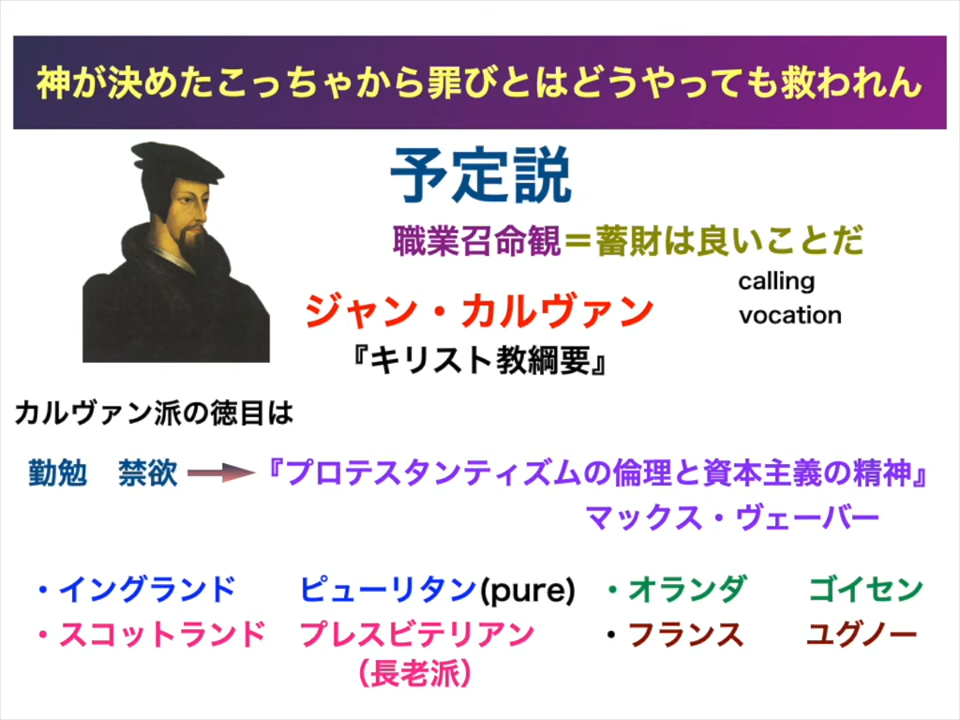 神が決めたこっちゃから罪びとはどうやっても救われん
予定説
職業召命観＝蓄財は良いことだ
calling
vocation
ジャン・カルヴァン
『キリスト教綱要』
カルヴァン派の徳目は
勤勉　禁欲 『プロテスタンティズムの倫理と資本主義の精神』
マックス・ヴェーバー
・イングランド　ピューリタン(pure)　・オランダ　ゴイセン
・スコットランド　プレスビテリアン　・フランス　ユグノー
（長老派）